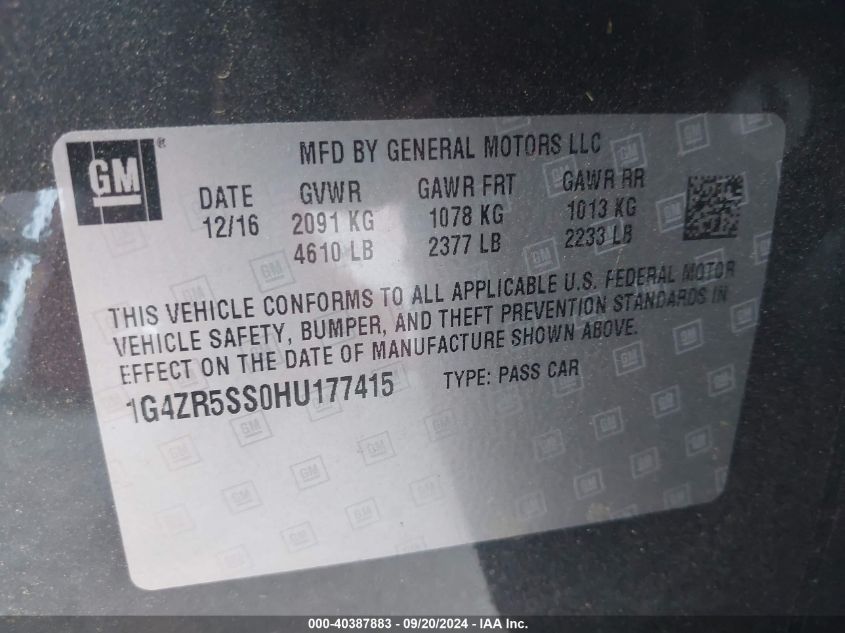 GM ®
MFD BY GENERAL MOTORS LLC
DATE GVWR GAWR FRT GAWR RR
12/16 2091 KG 1078 KG 1013 KG
4610 LB 2377 LB 2233 LB
THIS VEHICLE CONFORMS TO ALL APPLICABLE U.S. FEDERAL MOTOR
VEHICLE SAFETY, BUMPER, AND THEFT PREVENTION STANDARDS IN
EFFECT ON THE DATE OF MANUFACTURE SHOWN ABOVE.
1G4ZR5SS0HU177415 TYPE: PASS CAR
000-40387883 - 09/20/2024 - IAA Inc.